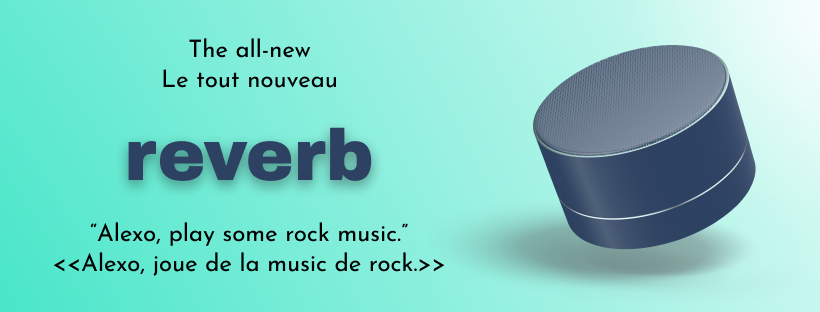 The all-new
Le tout nouveau
reverb
“Alexo, play some rock music.”
<<Alexo, joue de la music de rock.>>